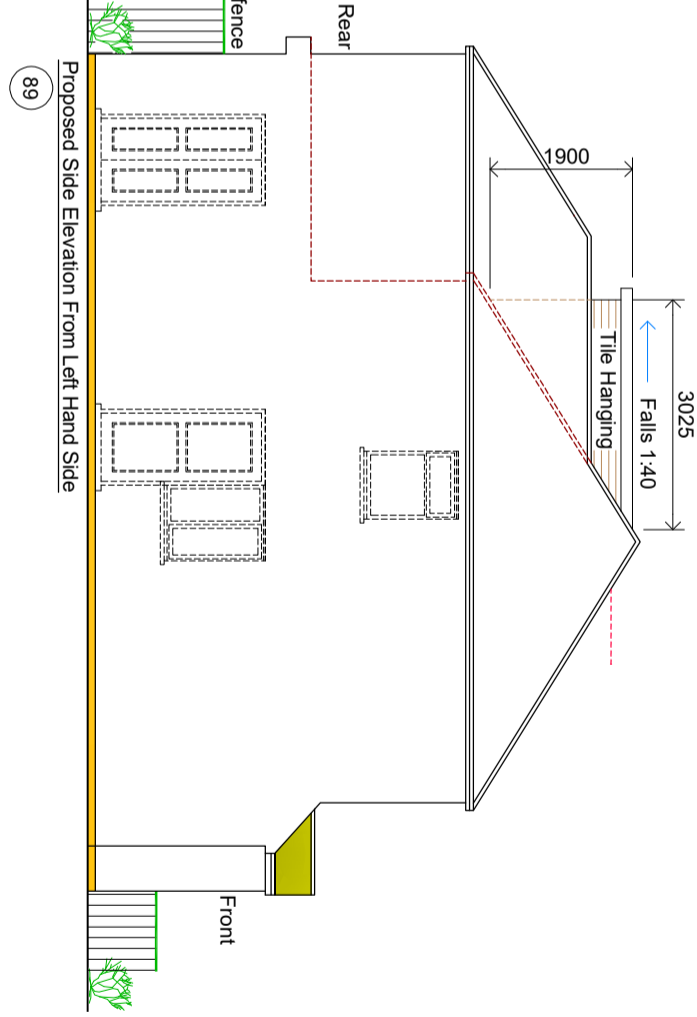 3025
Falls 1:40
1900
Tile Hanging
Rear
fence
Front
Proposed Side Elevation From Left Hand Side
89